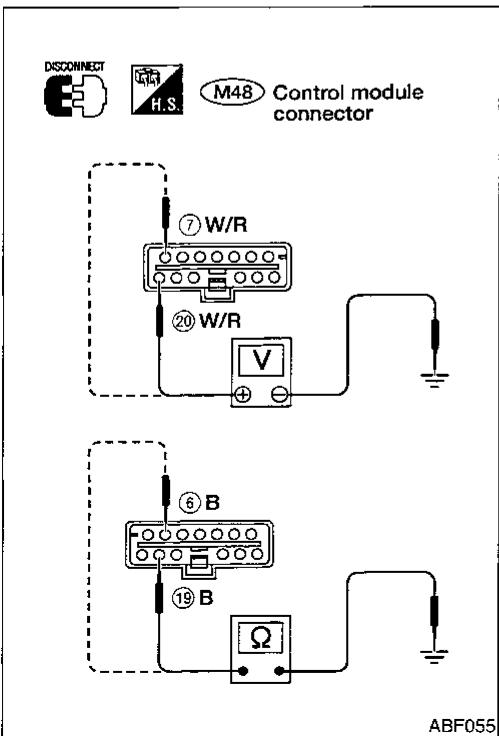 DISCONNECT
H.S.
M48 Control module
connector
7 W/R
20 W/R
V
+ −
6 B
19 B
Ω
ABF055